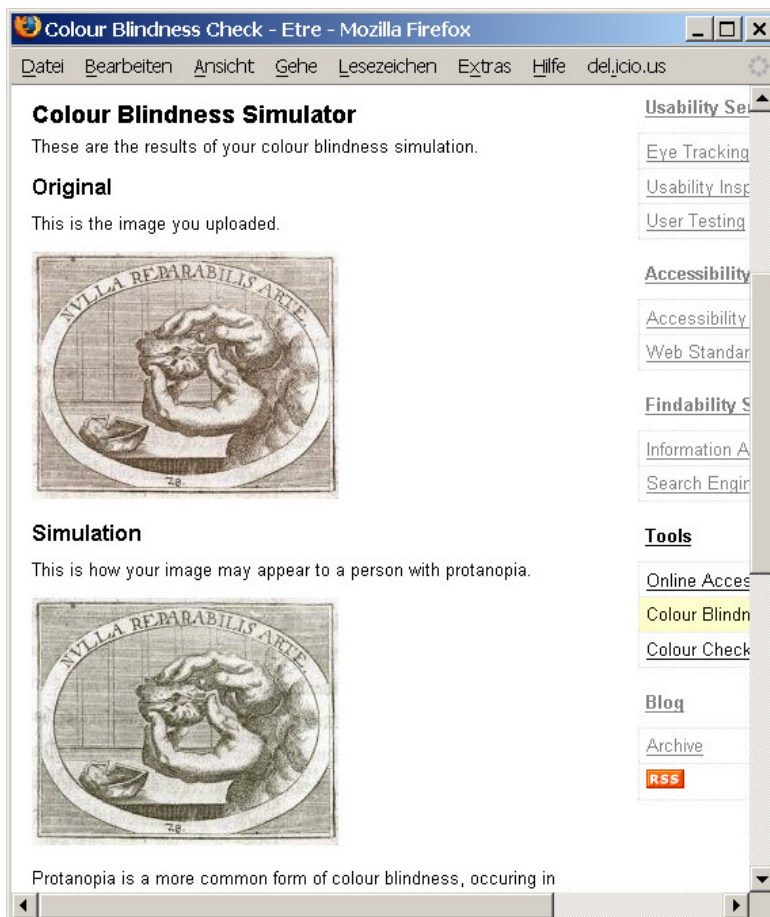 Colour Blindness Check - Etre - Mozilla Firefox
Datei Bearbeiten Ansicht Gehe Lesezeichen Extras Hilfe del.icio.us
Colour Blindness Simulator
These are the results of your colour blindness simulation.
Original
This is the image you uploaded.
NVLLA REPARABILIS ARTE.
Z8.
Simulation
This is how your image may appear to a person with protanopia.
NVLLA REPARABILIS ARTE.
Z8.
Protanopia is a more common form of colour blindness, occuring in
Usability Ser
Eye Tracking
Usability Insp
User Testing
Accessibility
Accessibility
Web Standar
Findability S
Information A
Search Engin
Tools
Online Acces
Colour Blindn
Colour Check
Blog
Archive
RSS